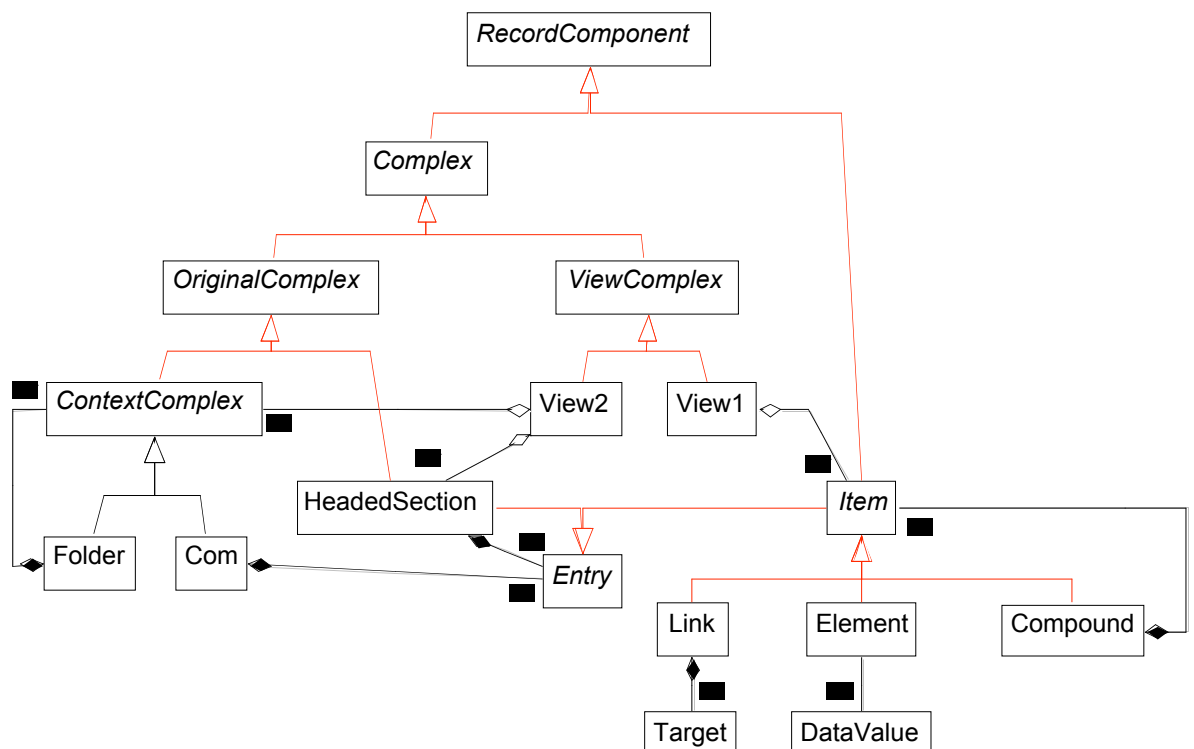 RecordComponent
Complex
OriginalComplex
ViewComplex
ContextComplex
View2
View1
HeadedSection
Item
Folder
Com
Entry
Link
Element
Compound
Target
DataValue